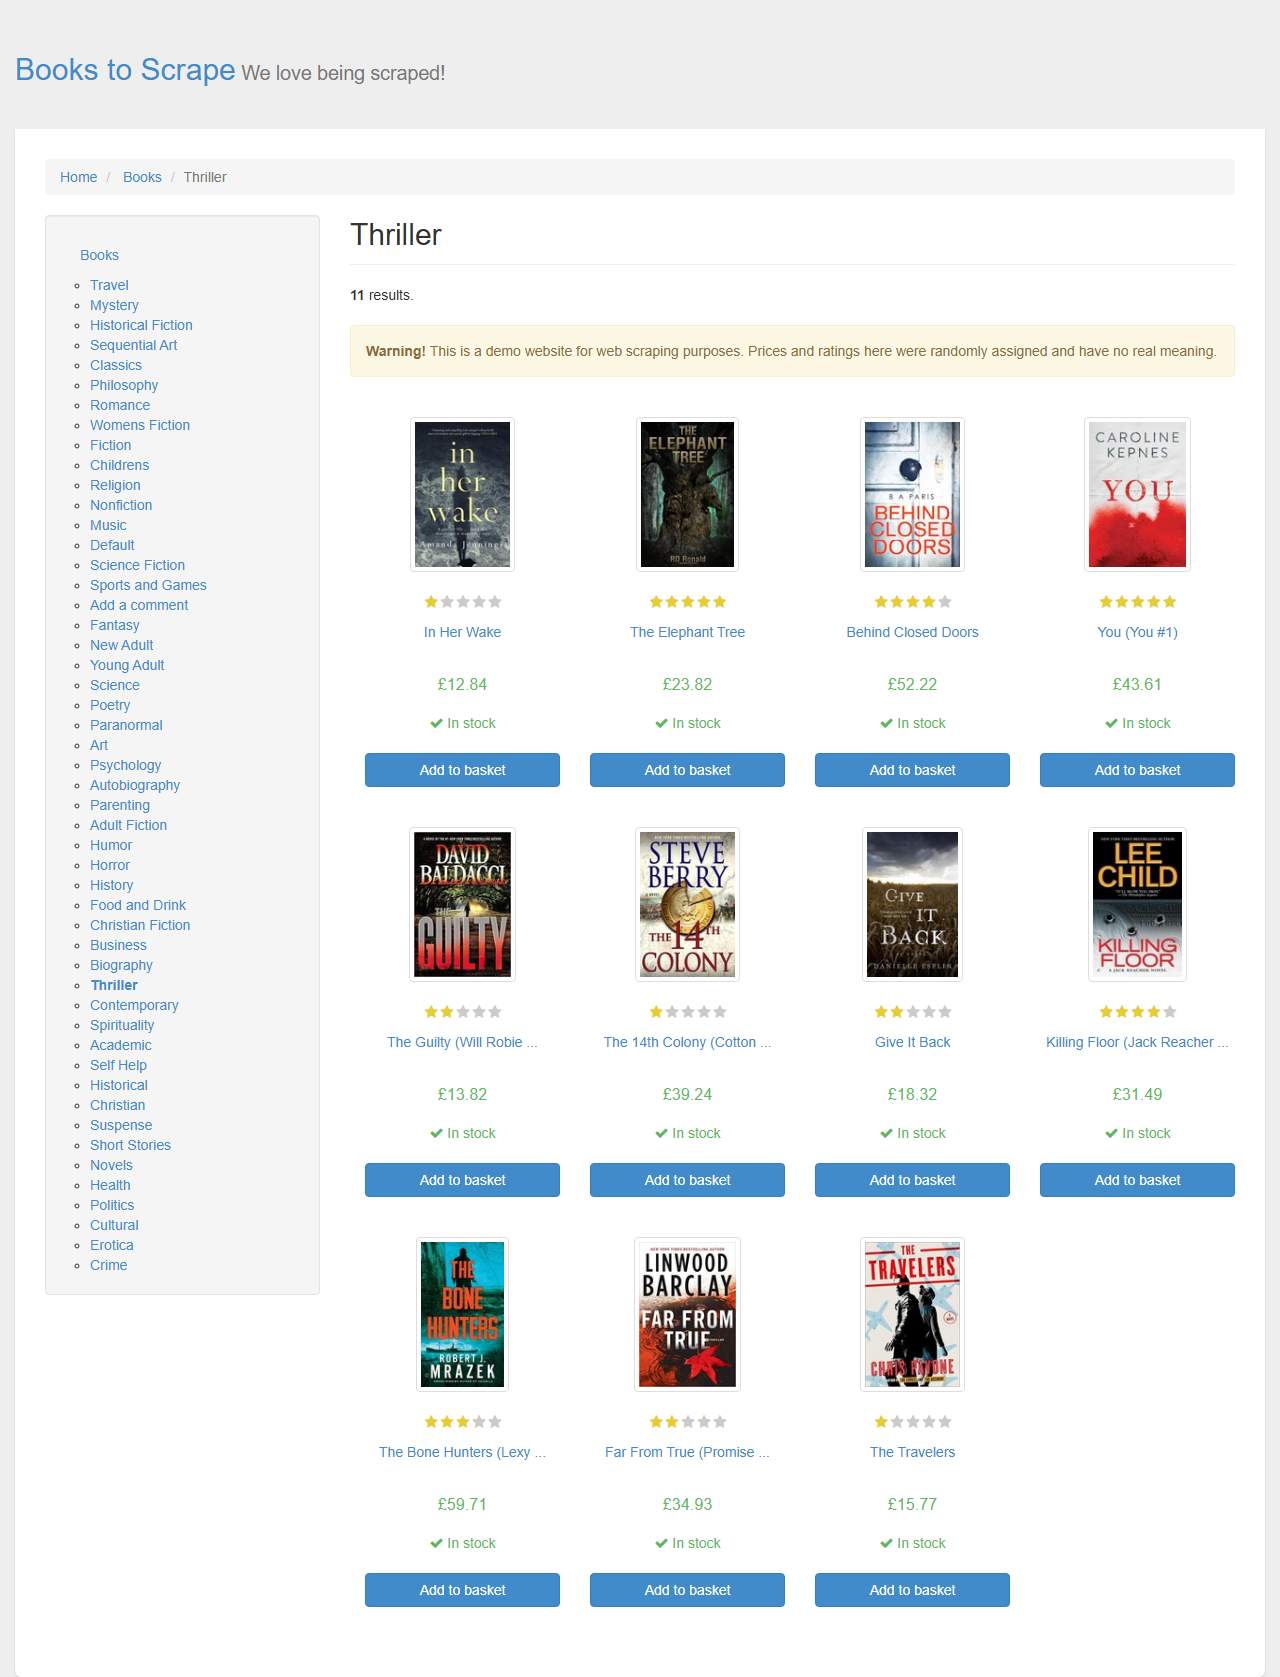 Books to Scrape We love being scraped!
Home / Books / Thriller
Books
Travel
Mystery
Historical Fiction
Sequential Art
Classics
Philosophy
Romance
Womens Fiction
Fiction
Childrens
Religion
Nonfiction
Music
Default
Science Fiction
Sports and Games
Add a comment
Fantasy
New Adult
Young Adult
Science
Poetry
Paranormal
Art
Psychology
Autobiography
Parenting
Adult Fiction
Humor
Horror
History
Food and Drink
Christian Fiction
Business
Biography
Thriller
Contemporary
Spirituality
Academic
Self Help
Historical
Christian
Suspense
Short Stories
Novels
Health
Politics
Cultural
Erotica
Crime
Thriller
11 results.
Warning! This is a demo website for web scraping purposes. Prices and ratings here were randomly assigned and have no real meaning.
in
her
wake
Amanda Jennings
THE
ELEPHANT
TREE
RD Ronald
B A PARIS
BEHIND
CLOSED
DOORS
CAROLINE
KEPNES
YOU
In Her Wake
The Elephant Tree
Behind Closed Doors
You (You #1)
£12.84
£23.82
£52.22
£43.61
In stock
In stock
In stock
In stock
Add to basket
Add to basket
Add to basket
Add to basket
DAVID
BALDACCI
THE
GUILTY
STEVE
BERRY
THE 14TH
COLONY
GIVE
IT
BACK
DANIELLE ESPLIN
LEE
CHILD
KILLING
FLOOR
A JACK REACHER NOVEL
The Guilty (Will Robie ...
The 14th Colony (Cotton ...
Give It Back
Killing Floor (Jack Reacher ...
£13.82
£39.24
£18.32
£31.49
In stock
In stock
In stock
In stock
Add to basket
Add to basket
Add to basket
Add to basket
THE
BONE
HUNTERS
ROBERT J.
MRAZEK
LINWOOD
BARCLAY
FAR FROM
TRUE
THE
TRAVELERS
CHRIS PAVONE
The Bone Hunters (Lexy ...
Far From True (Promise ...
The Travelers
£59.71
£34.93
£15.77
In stock
In stock
In stock
Add to basket
Add to basket
Add to basket